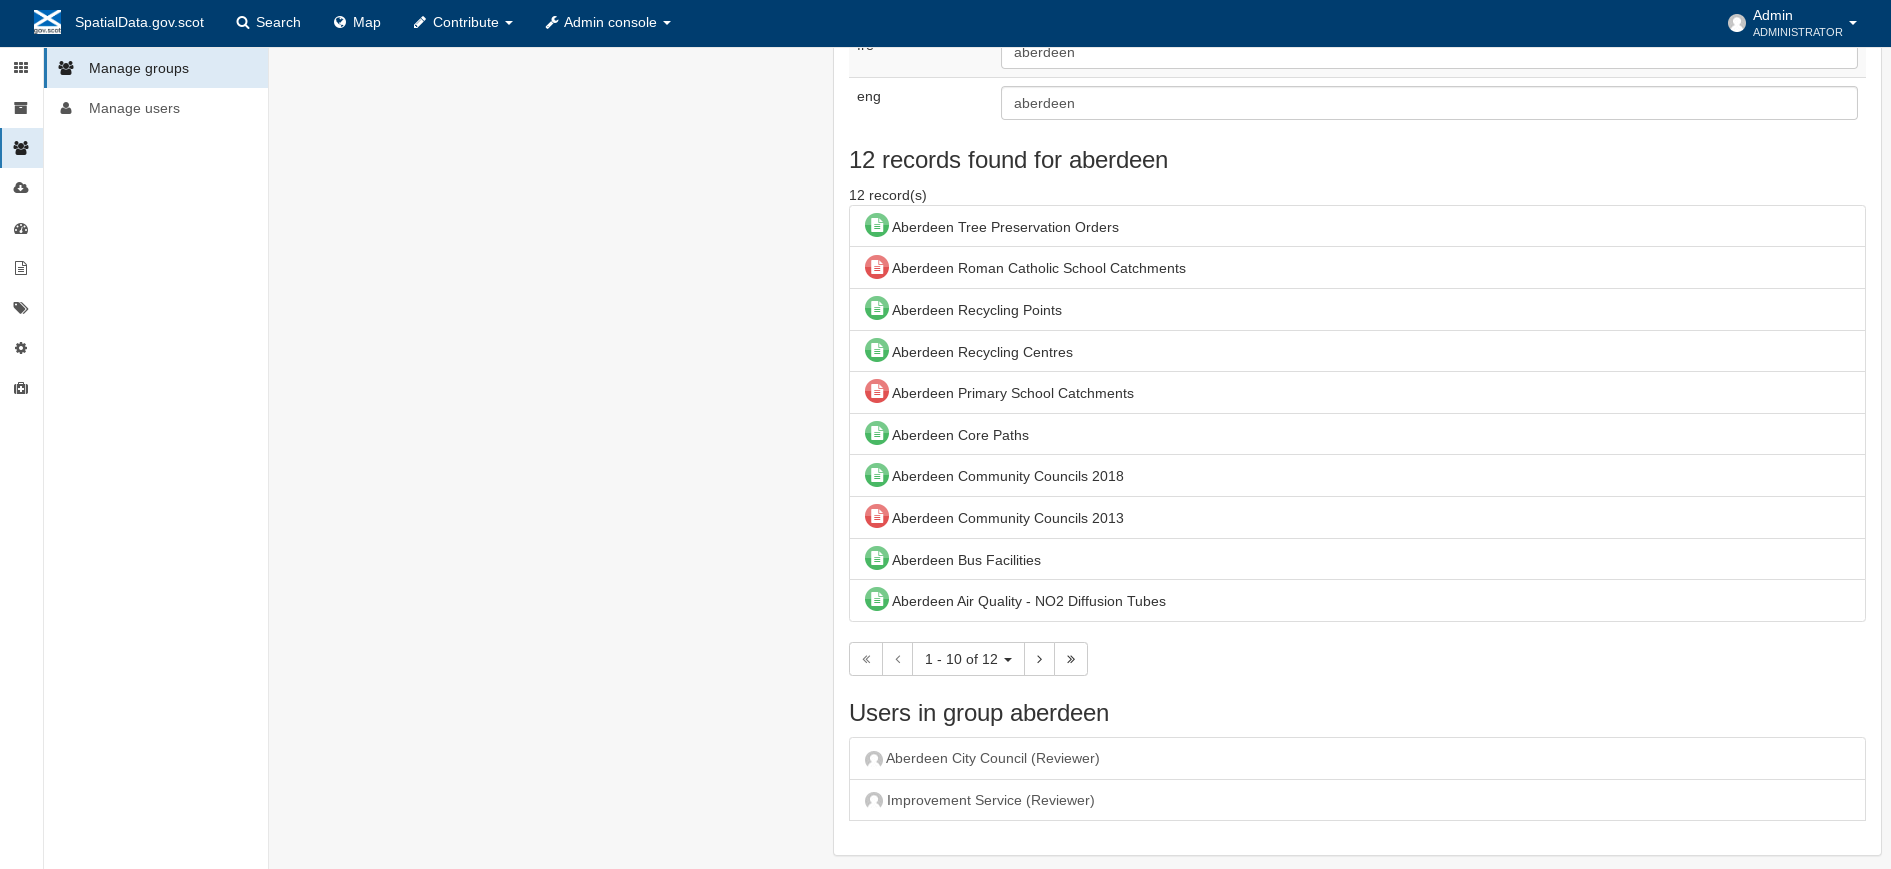 gov.scot
SpatialData.gov.scot
Search
Map
Contribute
Admin console
Admin
ADMINISTRATOR
Manage groups
Manage users
fre
aberdeen
eng
aberdeen
12 records found for aberdeen
12 record(s)
Aberdeen Tree Preservation Orders
Aberdeen Roman Catholic School Catchments
Aberdeen Recycling Points
Aberdeen Recycling Centres
Aberdeen Primary School Catchments
Aberdeen Core Paths
Aberdeen Community Councils 2018
Aberdeen Community Councils 2013
Aberdeen Bus Facilities
Aberdeen Air Quality - NO2 Diffusion Tubes
« ‹ 1 - 10 of 12 › »
Users in group aberdeen
Aberdeen City Council (Reviewer)
Improvement Service (Reviewer)